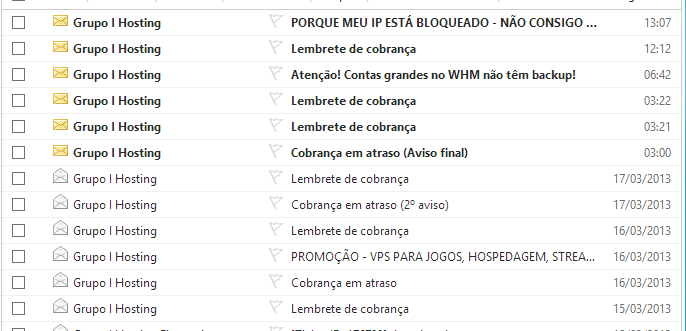 Grupo I Hosting PORQUE MEU IP ESTÁ BLOQUEADO - NÃO CONSIGO ... 13:07
Grupo I Hosting Lembrete de cobrança 12:12
Grupo I Hosting Atenção! Contas grandes no WHM não têm backup! 06:42
Grupo I Hosting Lembrete de cobrança 03:22
Grupo I Hosting Lembrete de cobrança 03:21
Grupo I Hosting Cobrança em atraso (Aviso final) 03:00
Grupo I Hosting Lembrete de cobrança 17/03/2013
Grupo I Hosting Cobrança em atraso (2º aviso) 17/03/2013
Grupo I Hosting Lembrete de cobrança 16/03/2013
Grupo I Hosting PROMOÇÃO - VPS PARA JOGOS, HOSPEDAGEM, STREA... 16/03/2013
Grupo I Hosting Cobrança em atraso 16/03/2013
Grupo I Hosting Lembrete de cobrança 15/03/2013